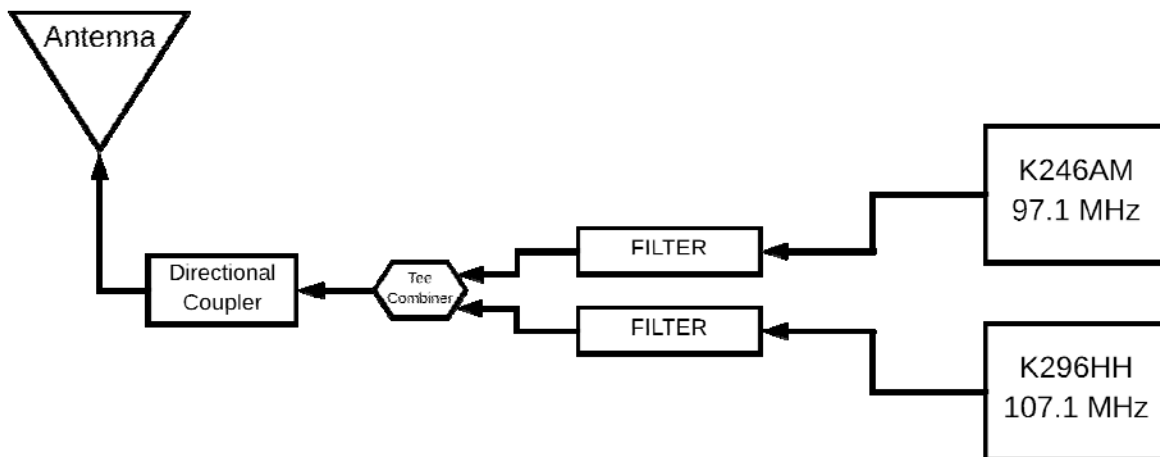 Antenna
K246AM
97.1 MHz
FILTER
Directional
Coupler
Tee
Combiner
FILTER
K296HH
107.1 MHz